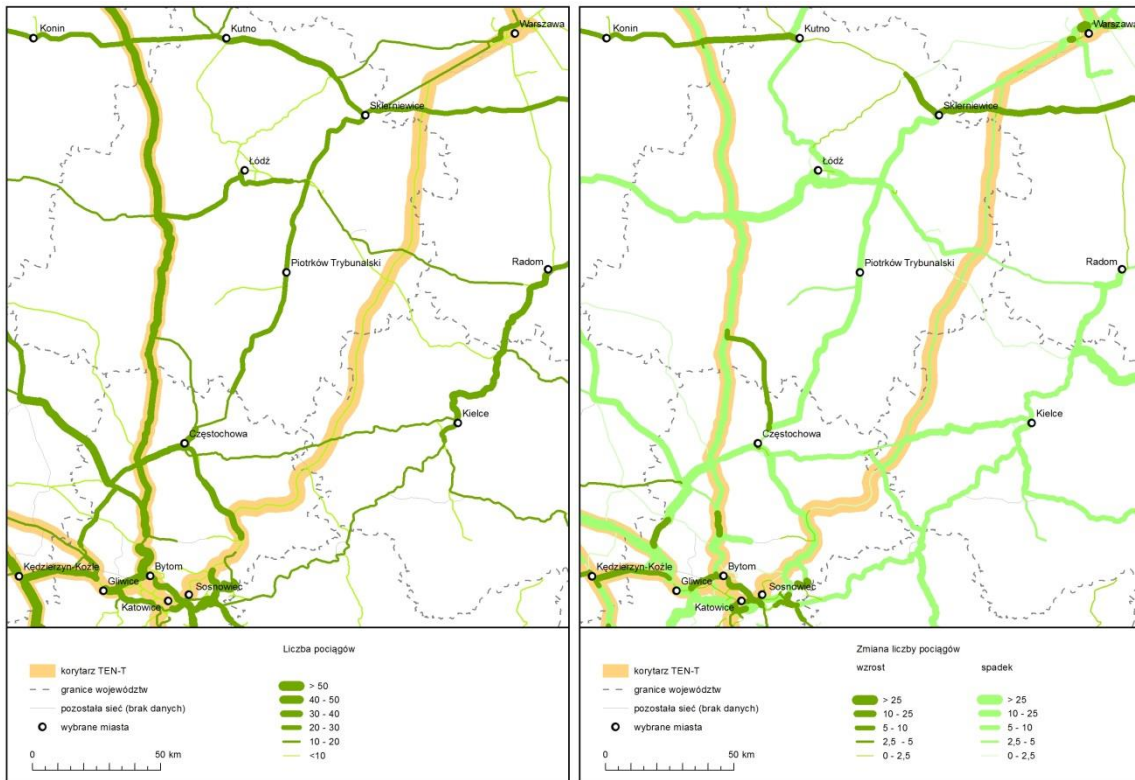 Konin
Kutno
Warszawa
Skierniewice
Łódź
Piotrków Trybunalski
Radom
Kielce
Częstochowa
Kędzierzyn-Koźle
Bytom
Gliwice
Sosnowiec
Katowice
korytarz TEN-T
granice województw
pozostała sieć (brak danych)
wybrane miasta
0 50 km
Liczba pociągów
> 50
40 - 50
30 - 40
20 - 30
10 - 20
<10
Konin
Kutno
Warszawa
Skierniewice
Łódź
Piotrków Trybunalski
Radom
Kielce
Częstochowa
Kędzierzyn-Koźle
Bytom
Gliwice
Sosnowiec
Katowice
korytarz TEN-T
granice województw
pozostała sieć (brak danych)
wybrane miasta
0 50 km
Zmiana liczby pociągów
wzrost spadek
> 25 > 25
10 - 25 10 - 25
5 - 10 5 - 10
2,5 - 5 2,5 - 5
0 - 2,5 0 - 2,5